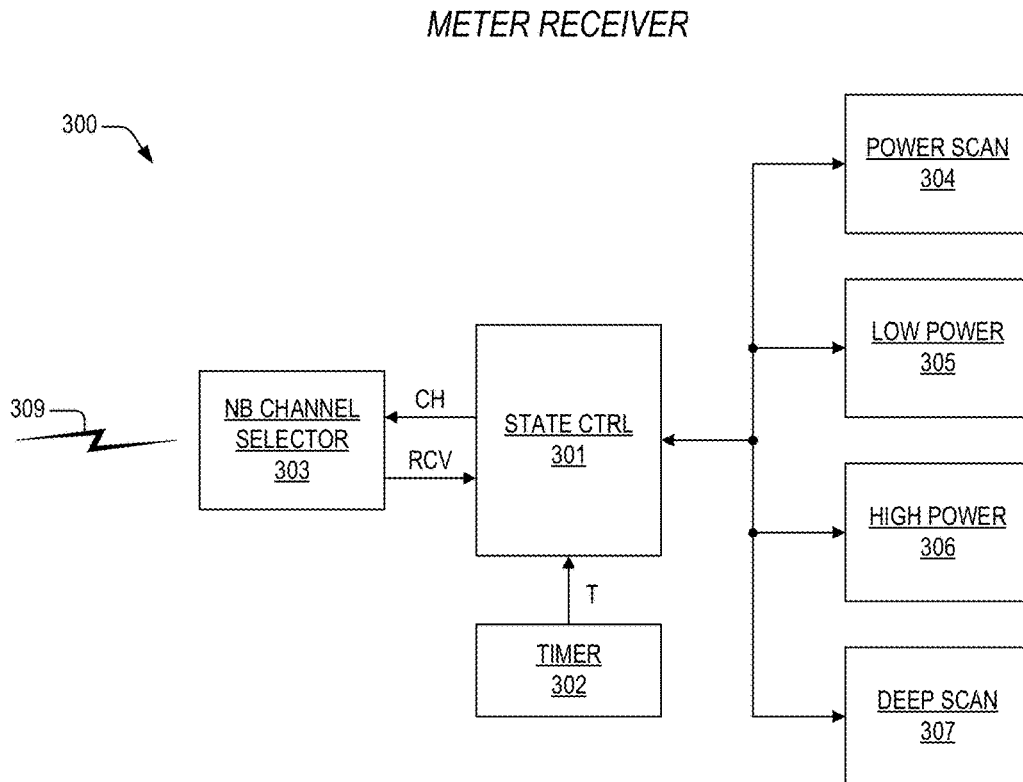 METER RECEIVER
300
POWER SCAN
304
LOW POWER
305
309
NB CHANNEL
SELECTOR
303
CH
RCV
STATE CTRL
301
HIGH POWER
306
T
TIMER
302
DEEP SCAN
307